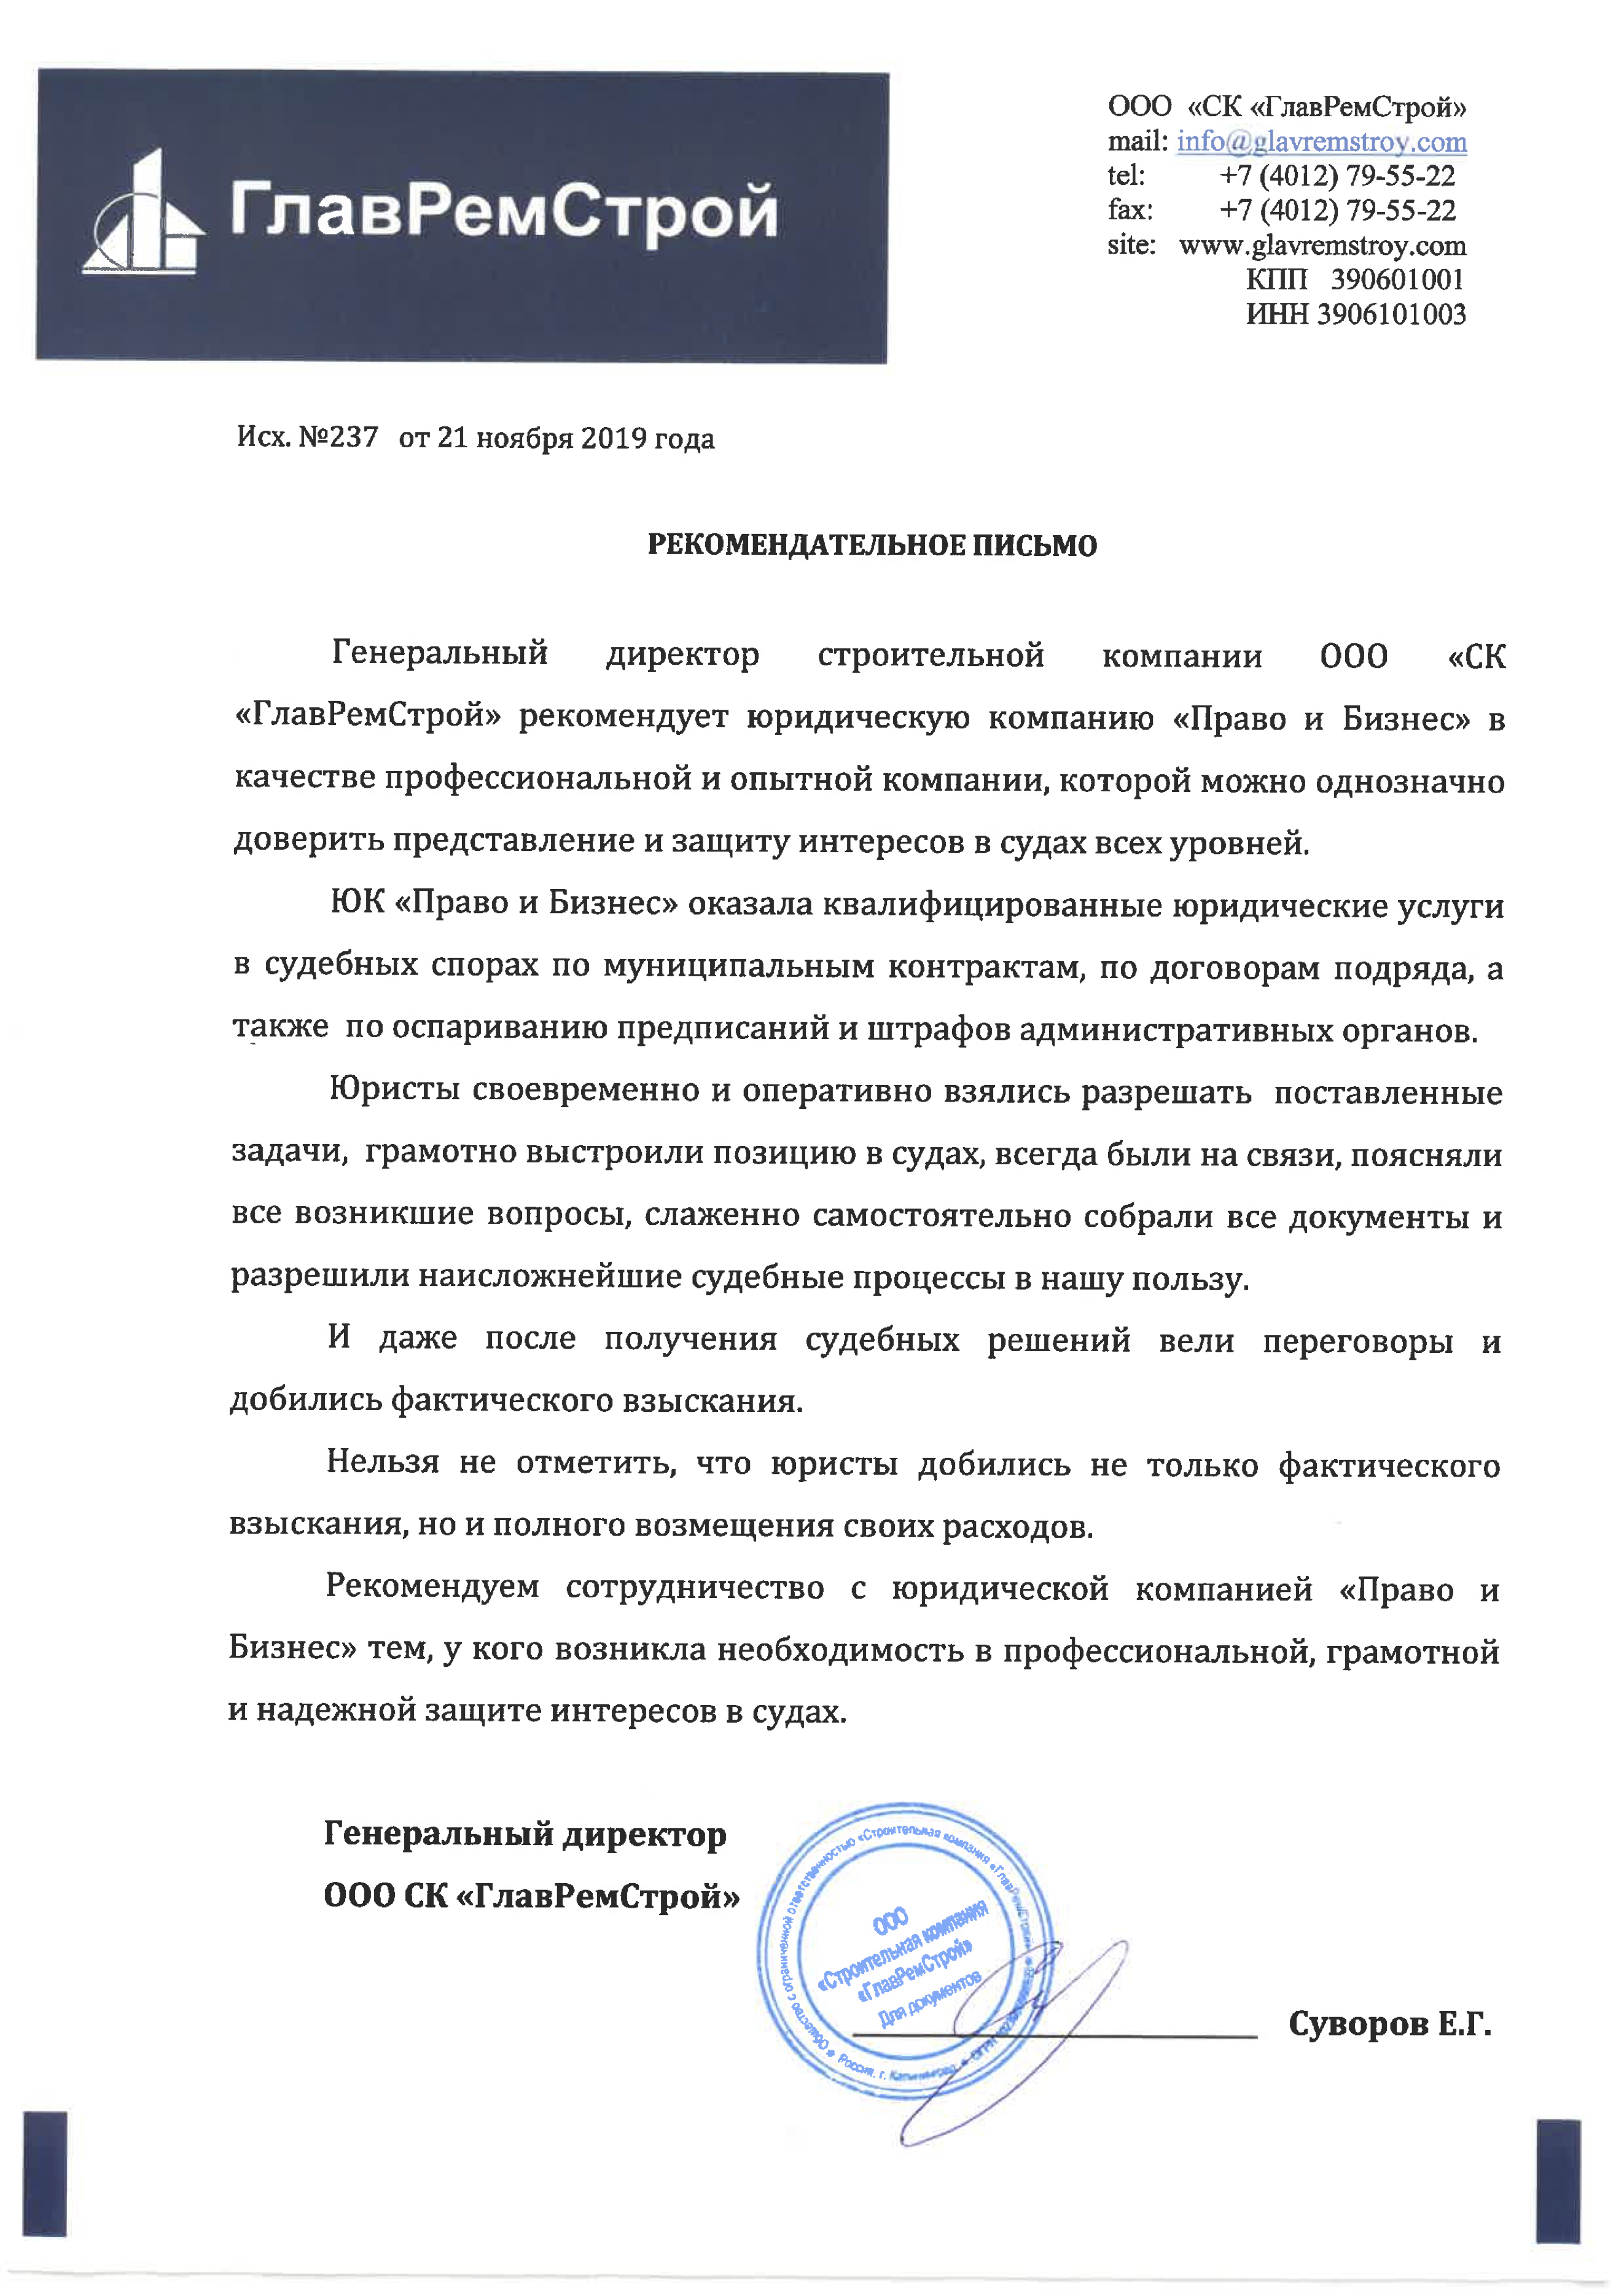 ГлавРемСтрой
ООО «СК «ГлавРемСтрой»
mail: info@glavremstroy.com
tel: +7 (4012) 79-55-22
fax: +7 (4012) 79-55-22
site: www.glavremstroy.com
КПП 390601001
ИНН 3906101003
Исх. №237 от 21 ноября 2019 года
РЕКОМЕНДАТЕЛЬНОЕ ПИСЬМО
Генеральный директор строительной компании ООО «СК
«ГлавРемСтрой» рекомендует юридическую компанию «Право и Бизнес» в
качестве профессиональной и опытной компании, которой можно однозначно
доверить представление и защиту интересов в судах всех уровней.
ЮК «Право и Бизнес» оказала квалифицированные юридические услуги
в судебных спорах по муниципальным контрактам, по договорам подряда, а
также по оспариванию предписаний и штрафов административных органов.
Юристы своевременно и оперативно взялись разрешать поставленные
задачи, грамотно выстроили позицию в судах, всегда были на связи, поясняли
все возникшие вопросы, слаженно самостоятельно собрали все документы и
разрешили наисложнейшие судебные процессы в нашу пользу.
И даже после получения судебных решений вели переговоры и
добились фактического взыскания.
Нельзя не отметить, что юристы добились не только фактического
взыскания, но и полного возмещения своих расходов.
Рекомендуем сотрудничество с юридической компанией «Право и
Бизнес» тем, у кого возникла необходимость в профессиональной, грамотной
и надежной защите интересов в судах.
Генеральный директор
ООО СК «ГлавРемСтрой»
Общество с ограниченной ответственностью «Строительная компания «ГлавРемСтрой»
Россия, г. Калининград
ОГРН
ООО
«Строительная компания
«ГлавРемСтрой»
Для документов
Суворов Е.Г.